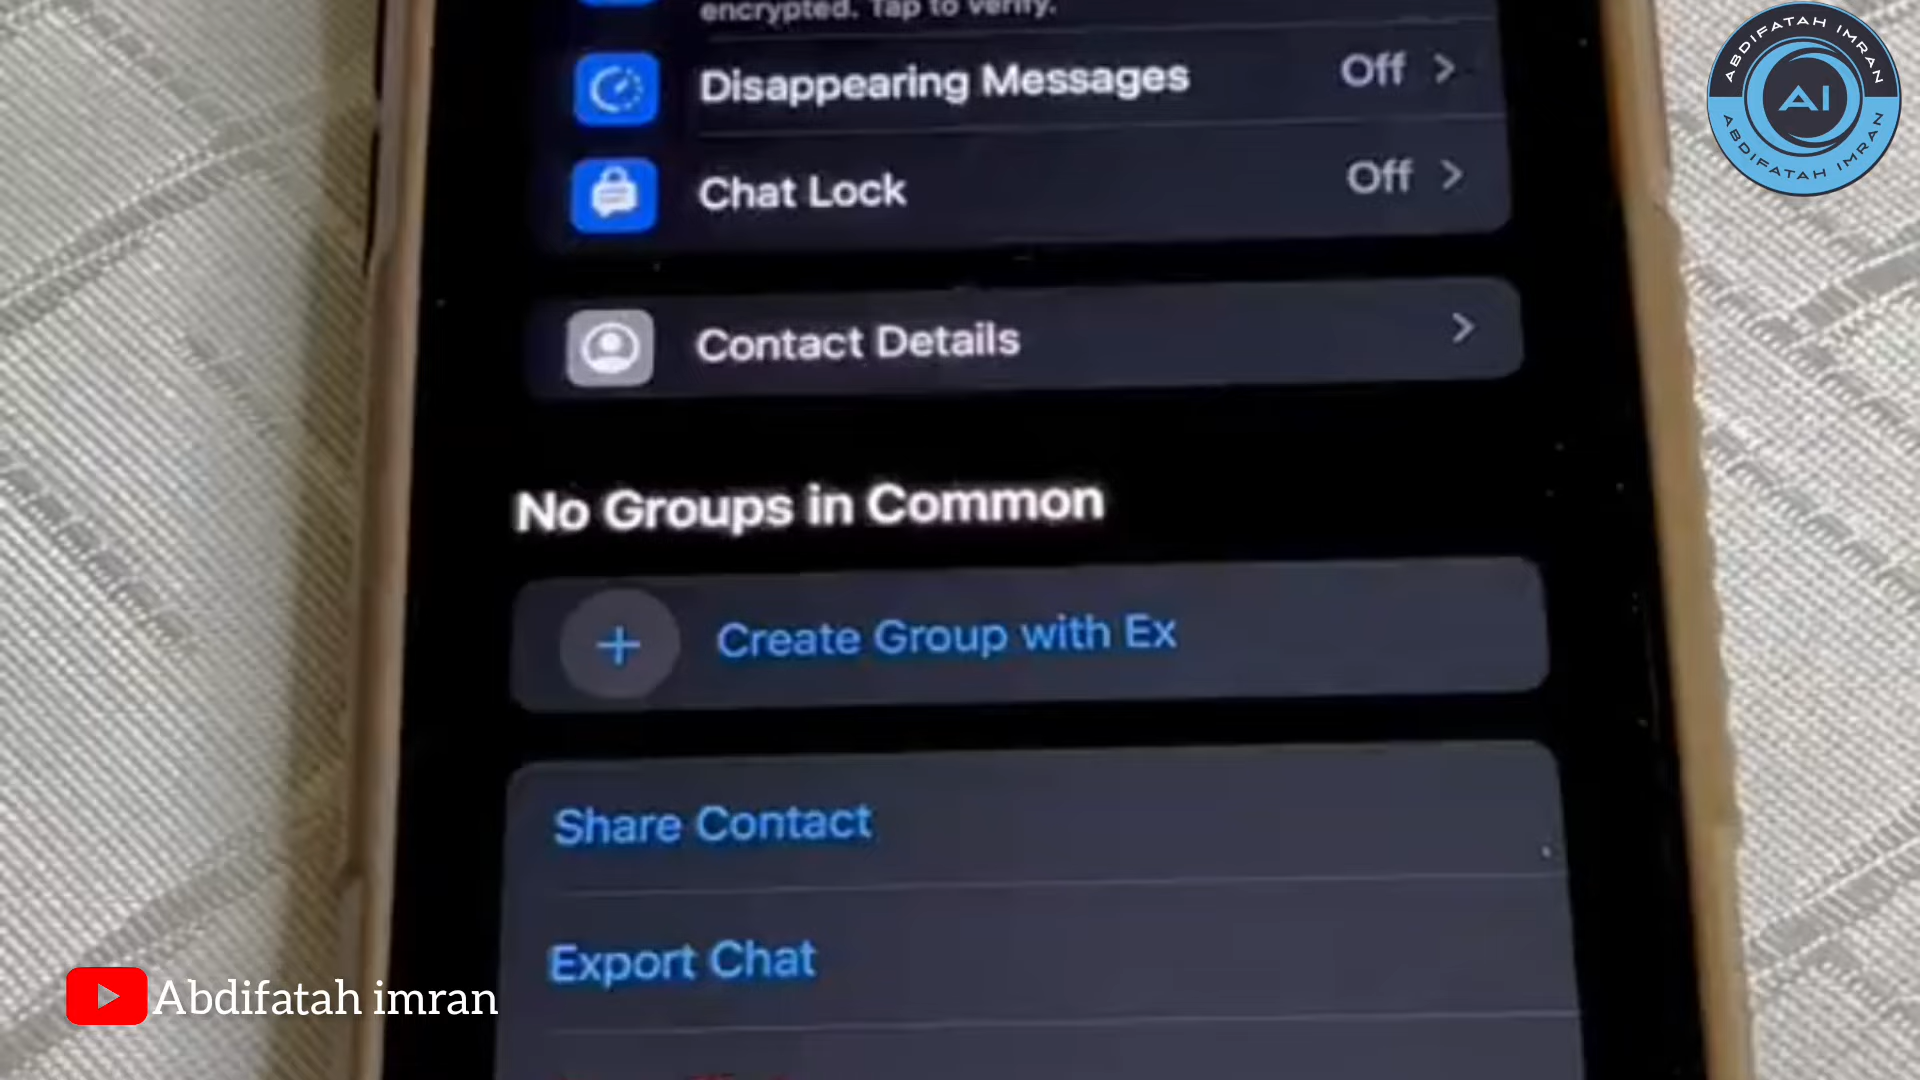 encrypted. Tap to verify.
Disappearing Messages Off
Chat Lock Off
Contact Details
No Groups in Common
Create Group with Ex
Share Contact
Export Chat
ABDIFATAH IMRAN
AI
ABDIFATAH IMRAN
Abdifatah imran